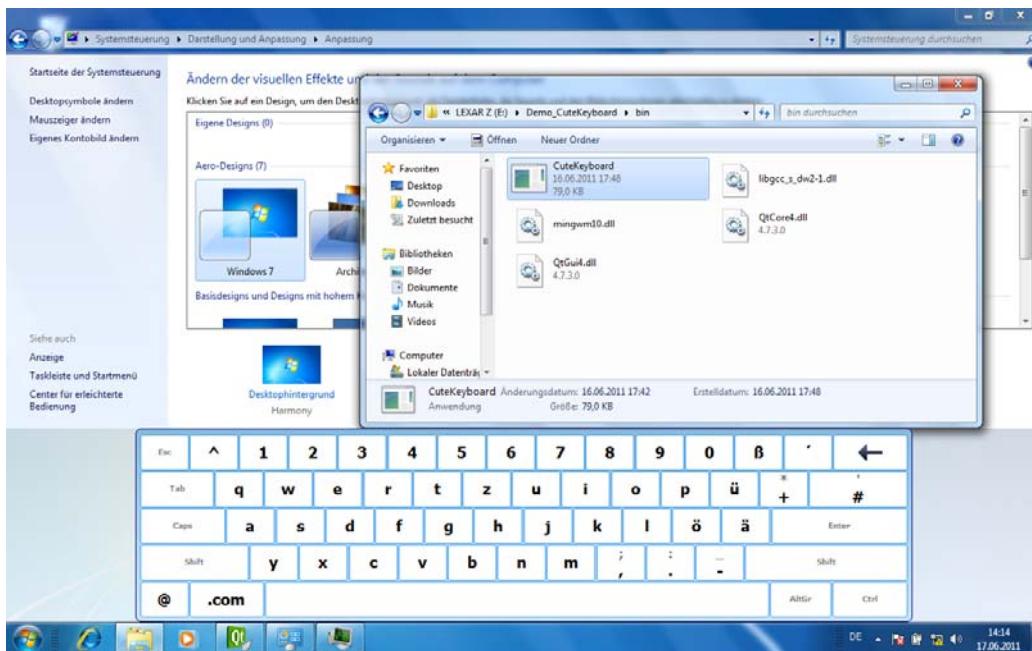 Systemsteuerung ▸ Darstellung und Anpassung ▸ Anpassung
Systemsteuerung durchsuchen
Startseite der Systemsteuerung
Desktopsymbole ändern
Mauszeiger ändern
Eigenes Kontobild ändern
Siehe auch
Anzeige
Taskleiste und Startmenü
Center für erleichterte
Bedienung
Ändern der visuellen Effekte
Klicken Sie auf ein Design, um den
Eigene Designs (0)
Aero-Designs (7)
Windows 7
Basisdesigns und Designs mit hohem
Desktophintergrund
Harmony
« LEXAR Z (E:) ▸ Demo_CuteKeyboard ▸ bin
bin durchsuchen
Organisieren Öffnen Neuer Ordner
Favoriten
Desktop
Downloads
Zuletzt besucht
Bibliotheken
Bilder
Dokumente
Musik
Videos
Computer
Lokaler
CuteKeyboard
16.06.2011 17:48
79,0 KB
libgcc_s_dw2-1.dll
mingwm10.dll
QtCore4.dll
4.7.3.0
QtGui4.dll
4.7.3.0
CuteKeyboard Änderungsdatum: 16.06.2011 17:42 Erstelldatum: 16.06.2011 17:48
Anwendung Größe: 79,0 KB
Esc ^ 1 2 3 4 5 6 7 8 9 0 ß ´ ←
Tab q w e r t z u i o p ü * + ' #
Caps a s d f g h j k l ö ä Enter
Shift y x c v b n m ; , : . _ - Shift
@ .com AltGr Ctrl
Qt
DE
14:14
17.06.2011